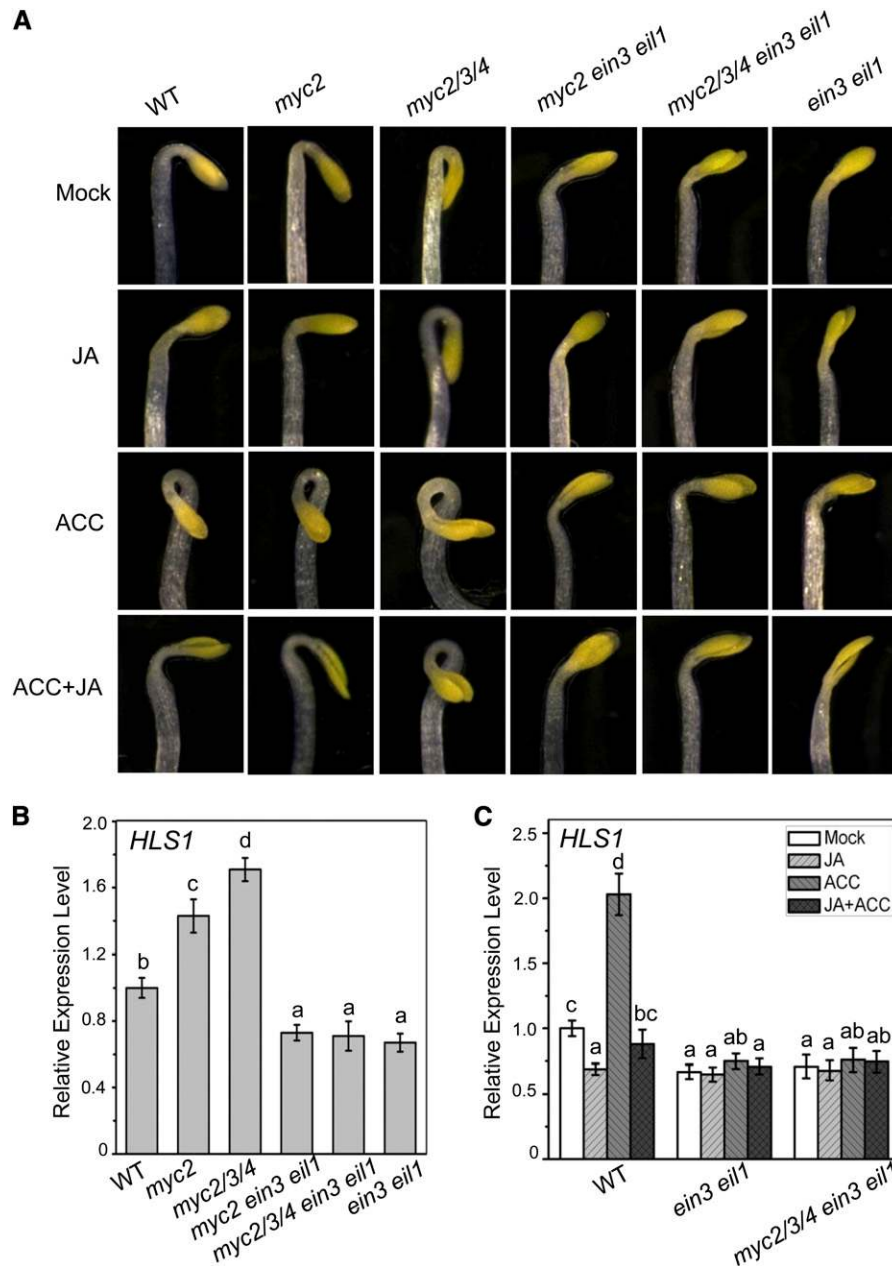 A
WT
myc2
myc2/3/4
myc2 ein3 eil1
myc2/3/4 ein3 eil1
ein3 eil1
Mock
JA
ACC
ACC+JA
B
HLS1
Relative Expression Level
2.0
1.6
1.2
0.8
0.4
0
b
c
d
a
a
a
WT
myc2
myc2/3/4
myc2 ein3 eil1
myc2/3/4 ein3 eil1
ein3 eil1
C
HLS1
Relative Expression Level
2.5
2.0
1.5
1.0
0.5
0
Mock
JA
ACC
JA+ACC
c
a
d
bc
a
a
ab
a
a
a
ab
ab
WT
ein3 eil1
myc2/3/4 ein3 eil1